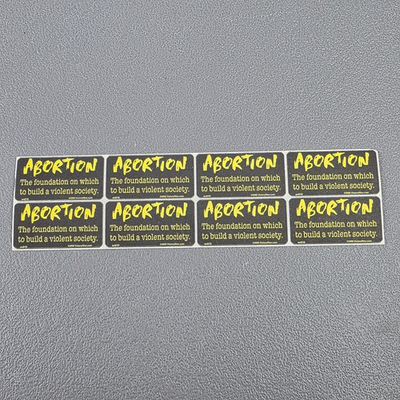 ABORTION ABORTION ABORTION ABORTION
The foundation on which The foundation on which The foundation on which The foundation on which
to build a violent society. to build a violent society. to build a violent society. to build a violent society.
ABORTION ABORTION ABORTION ABORTION
The foundation on which The foundation on which The foundation on which The foundation on which
to build a violent society. to build a violent society. to build a violent society. to build a violent society.